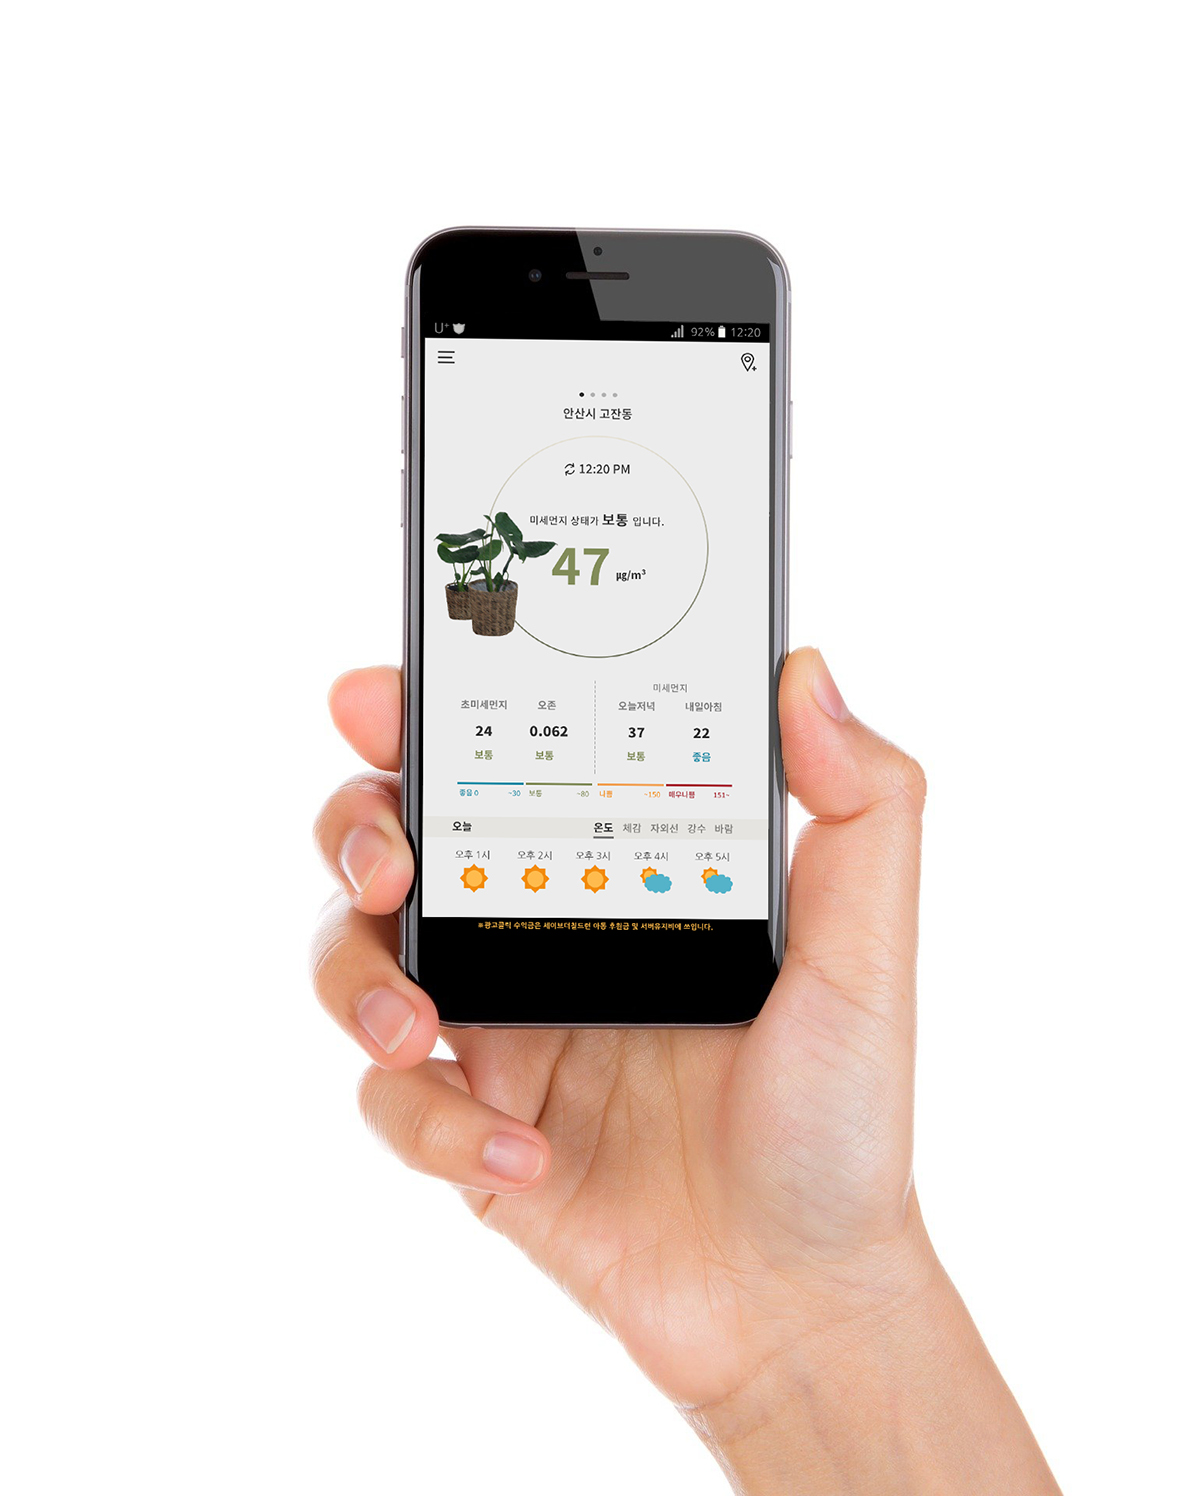 U+ 92% 12:20
안산시 고잔동
12:20 PM
미세먼지 상태가 보통 입니다.
47 µg/m³
미세먼지
초미세먼지 오존 오늘저녁 내일아침
24 0.062 37 22
보통 보통 보통 좋음
좋음 0 ~30 보통 ~80 나쁨 ~150 매우나쁨 151~
오늘 온도 체감 자외선 강수 바람
오후 1시 오후 2시 오후 3시 오후 4시 오후 5시
※광고클릭 수익금은 세이브더칠드런 아동 후원금 및 서버유지비에 쓰입니다.